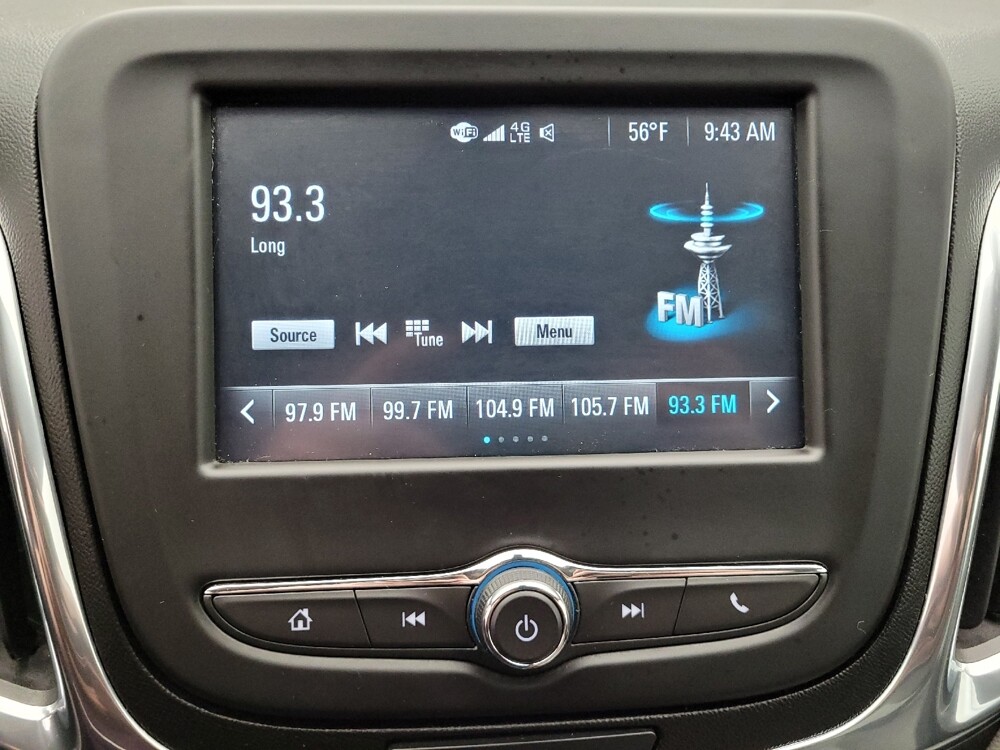 WiFi 4G LTE 56°F 9:43 AM
93.3
Long
FM
Source Tune Menu
97.9 FM 99.7 FM 104.9 FM 105.7 FM 93.3 FM